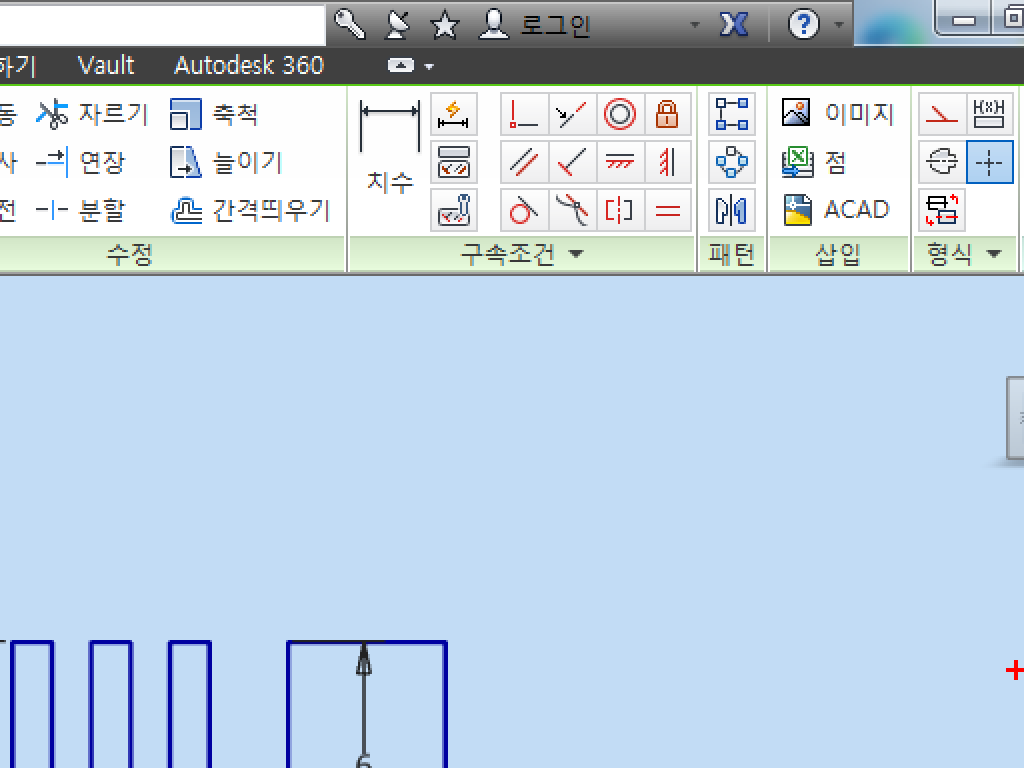 로그인
하기 Vault Autodesk 360
동 자르기 축척 이미지
사 연장 늘이기 치수 점
전 분할 간격띄우기 ACAD
수정 구속조건 패턴 삽입 형식
6